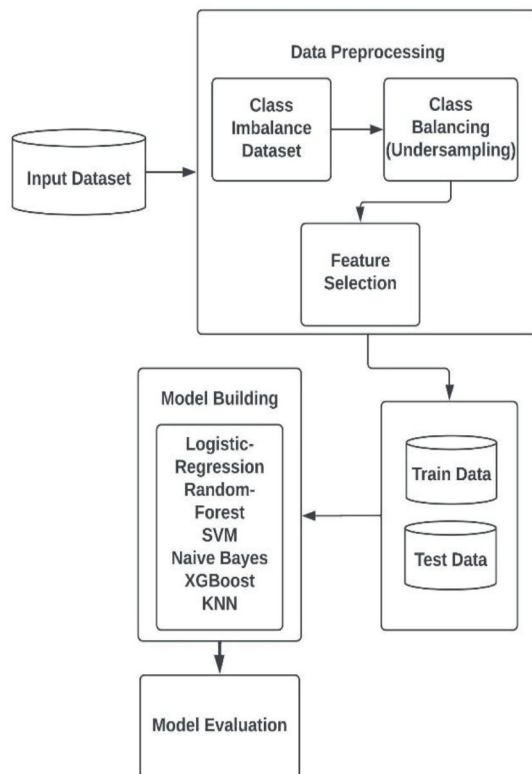 Data Preprocessing
Input Dataset
Class
Imbalance
Dataset
Class
Balancing
(Undersampling)
Feature
Selection
Train Data
Test Data
Model Building
Logistic-
Regression
Random-
Forest
SVM
Naive Bayes
XGBoost
KNN
Model Evaluation